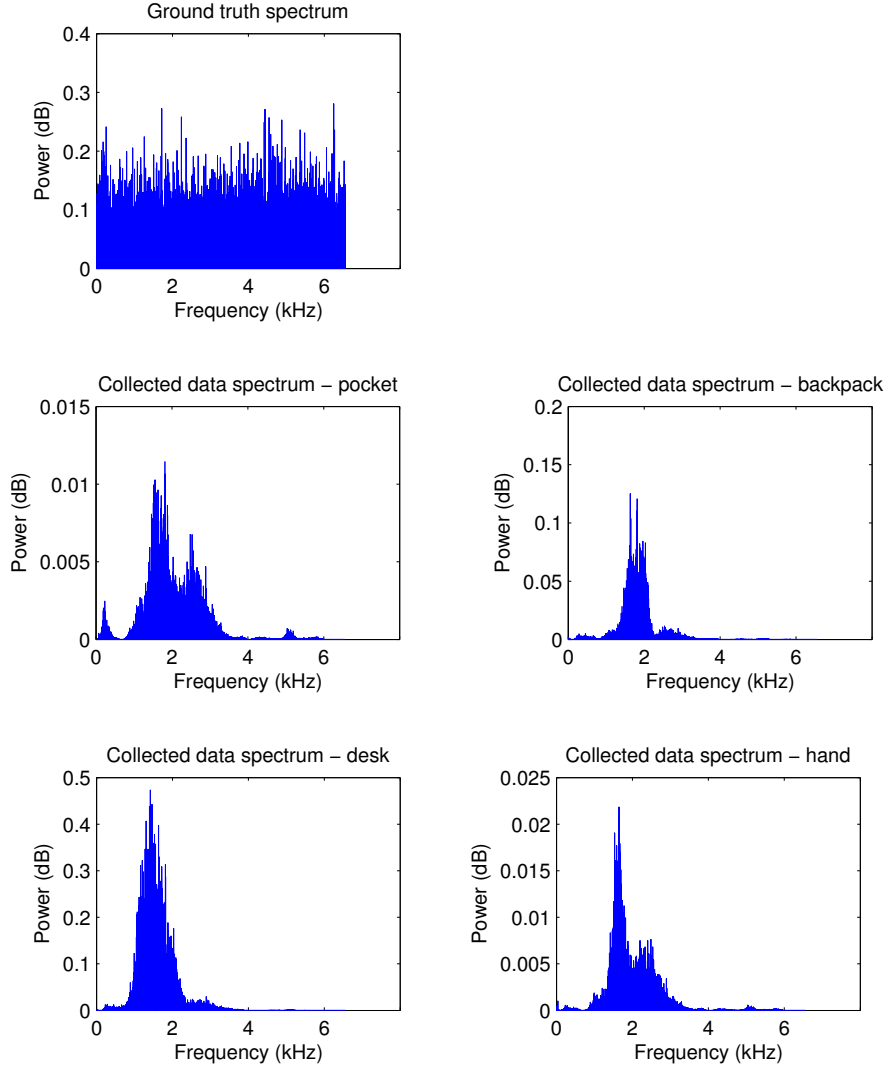 Ground truth spectrum
0.4
0.3
0.2
0.1
0
Power (dB)
0 2 4 6
Frequency (kHz)
Collected data spectrum − pocket
0.015
0.01
0.005
0
Power (dB)
0 2 4 6
Frequency (kHz)
Collected data spectrum − backpack
0.2
0.15
0.1
0.05
0
Power (dB)
0 2 4 6
Frequency (kHz)
Collected data spectrum − desk
0.5
0.4
0.3
0.2
0.1
0
Power (dB)
0 2 4 6
Frequency (kHz)
Collected data spectrum − hand
0.025
0.02
0.015
0.01
0.005
0
Power (dB)
0 2 4 6
Frequency (kHz)